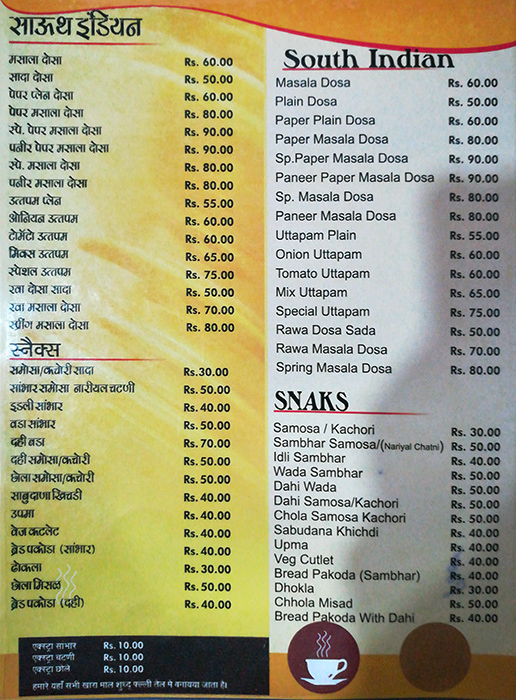 साऊथ इंडियन
मसाला दोसा Rs. 60.00
सादा दोसा Rs. 50.00
पेपर प्लेन दोसा Rs. 60.00
पेपर मसाला दोसा Rs. 80.00
स्पे. पेपर मसाला दोसा Rs. 90.00
पनीर पेपर मसाला दोसा Rs. 90.00
स्पे. मसाला दोसा Rs. 80.00
पनीर मसाला दोसा Rs. 80.00
उत्तपम प्लेन Rs. 55.00
ओनियन उत्तपम Rs. 60.00
टोमॅटो उत्तपम Rs. 60.00
मिक्स उत्तपम Rs. 65.00
स्पेशल उत्तपम Rs. 75.00
रवा दोसा सादा Rs. 50.00
रवा मसाला दोसा Rs. 70.00
स्प्रींग मसाला दोसा Rs. 80.00
स्नैक्स
समोसा/कचोरी सादा Rs.30.00
सांभार समोसा नारीयल चटणी Rs.50.00
इडली सांभार Rs.40.00
वडा सांभार Rs.50.00
दही वडा Rs.70.00
दही समोसा/कचोरी Rs.50.00
छोला समोसा/कचोरी Rs.50.00
साबुदाणा खिचडी Rs.40.00
उपमा Rs.40.00
वेज कटलेट Rs.40.00
ब्रेड पकोडा (सांभार) Rs.40.00
ढोकला Rs.30.00
छोला मिसळ Rs.50.00
ब्रेड पकोडा (दही) Rs.40.00
एक्स्ट्रा सांभार Rs. 10.00
एक्स्ट्रा चटणी Rs. 10.00
एक्स्ट्रा छोले Rs. 10.00
हमारे यहाँ सभी खारा माल शुध्द फल्ली तेल मे बनाया जाता है।
South Indian
Masala Dosa Rs. 60.00
Plain Dosa Rs. 50.00
Paper Plain Dosa Rs. 60.00
Paper Masala Dosa Rs. 80.00
Sp.Paper Masala Dosa Rs. 90.00
Paneer Paper Masala Dosa Rs. 90.00
Sp. Masala Dosa Rs. 80.00
Paneer Masala Dosa Rs. 80.00
Uttapam Plain Rs. 55.00
Onion Uttapam Rs. 60.00
Tomato Uttapam Rs. 60.00
Mix Uttapam Rs. 65.00
Special Uttapam Rs. 75.00
Rawa Dosa Sada Rs. 50.00
Rawa Masala Dosa Rs. 70.00
Spring Masala Dosa Rs. 80.00
SNAKS
Samosa / Kachori Rs. 30.00
Sambhar Samosa/(Nariyal Chatni) Rs. 50.00
Idli Sambhar Rs. 40.00
Wada Sambhar Rs. 50.00
Dahi Wada Rs. 50.00
Dahi Samosa/Kachori Rs. 50.00
Chola Samosa Kachori Rs. 50.00
Sabudana Khichdi Rs. 40.00
Upma Rs. 40.00
Veg Cutlet Rs. 40.00
Bread Pakoda (Sambhar) Rs. 40.00
Dhokla Rs. 30.00
Chhola Misad Rs. 50.00
Bread Pakoda With Dahi Rs. 40.00